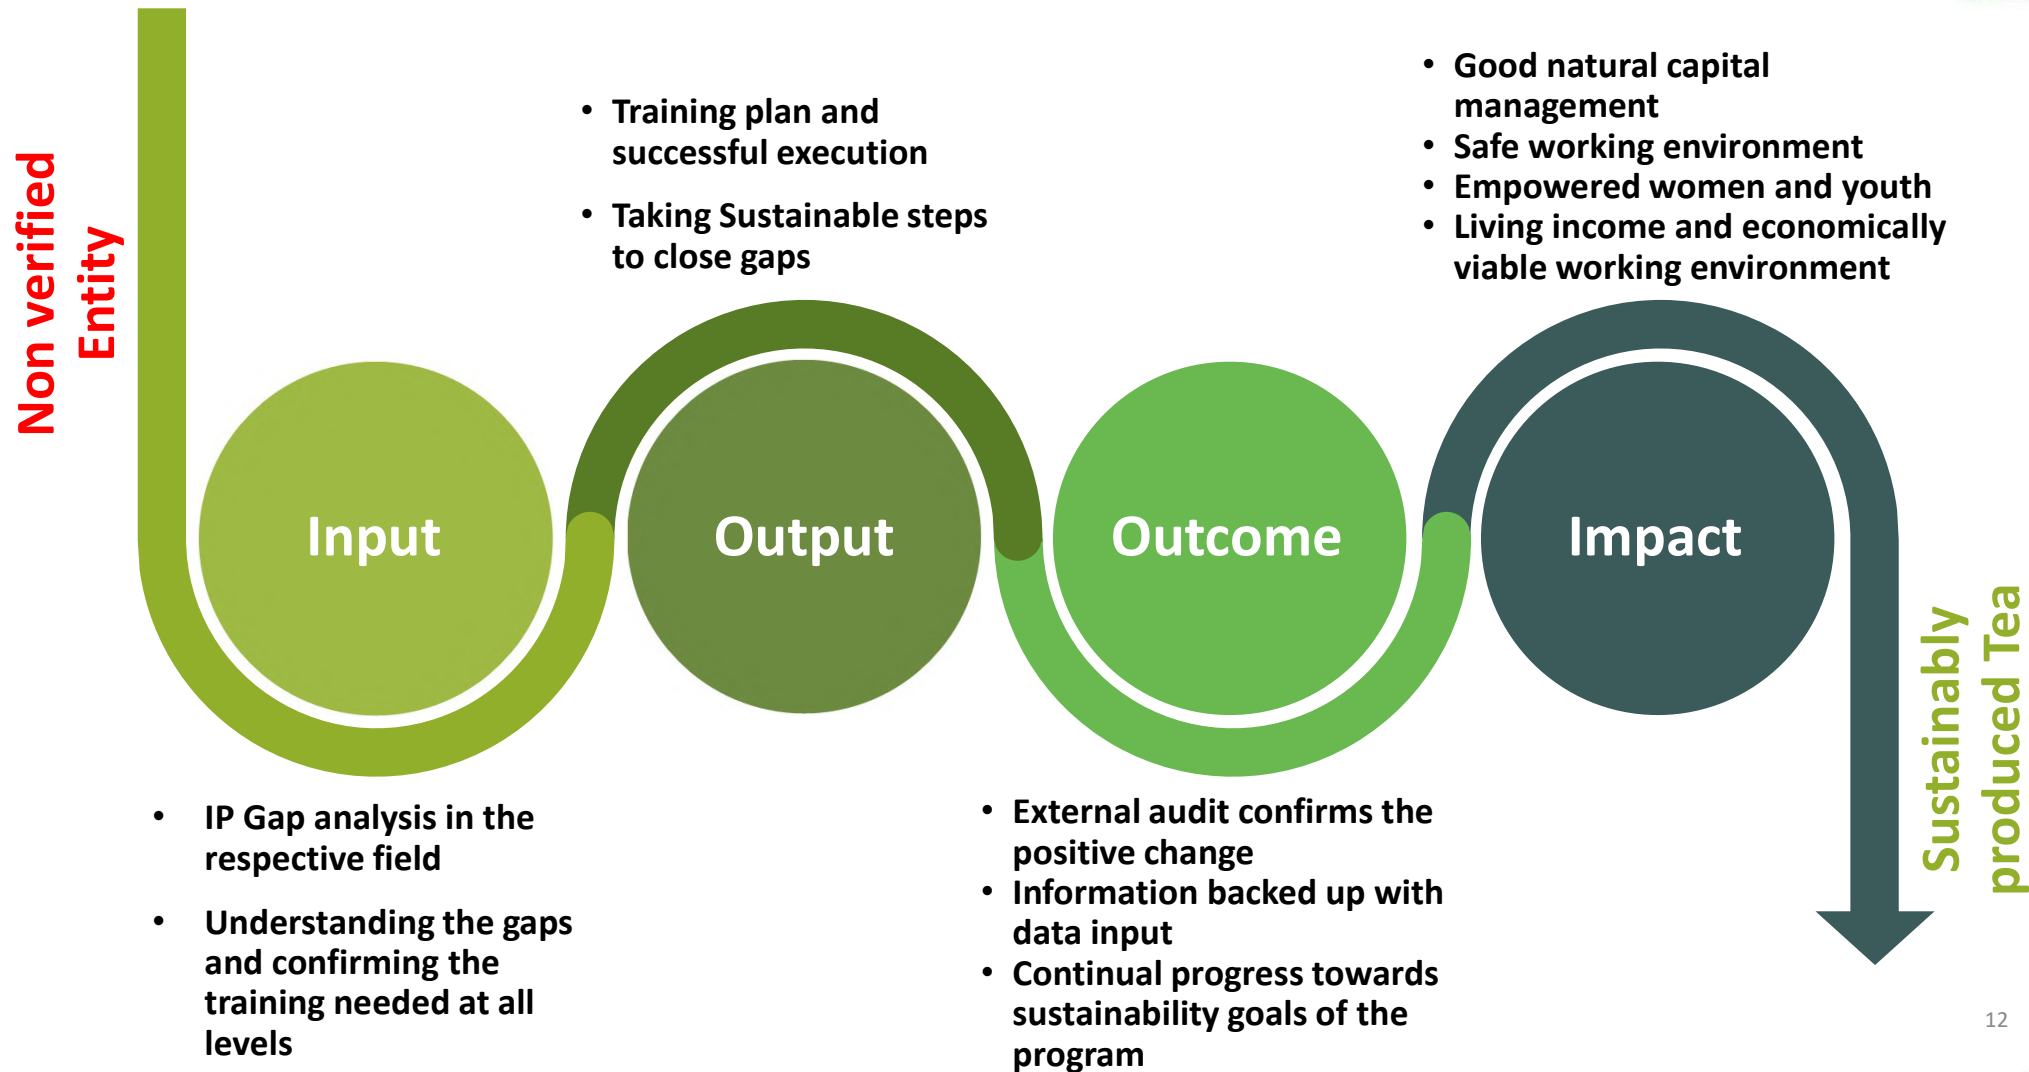 Non verified
Entity
Input
• IP Gap analysis in the
respective field
• Understanding the gaps
and confirming the
training needed at all
levels
• Training plan and
successful execution
• Taking Sustainable steps
to close gaps
Output
Outcome
• External audit confirms the
positive change
• Information backed up with
data input
• Continual progress towards
sustainability goals of the
program
• Good natural capital
management
• Safe working environment
• Empowered women and youth
• Living income and economically
viable working environment
Impact
Sustainably
produced Tea
12